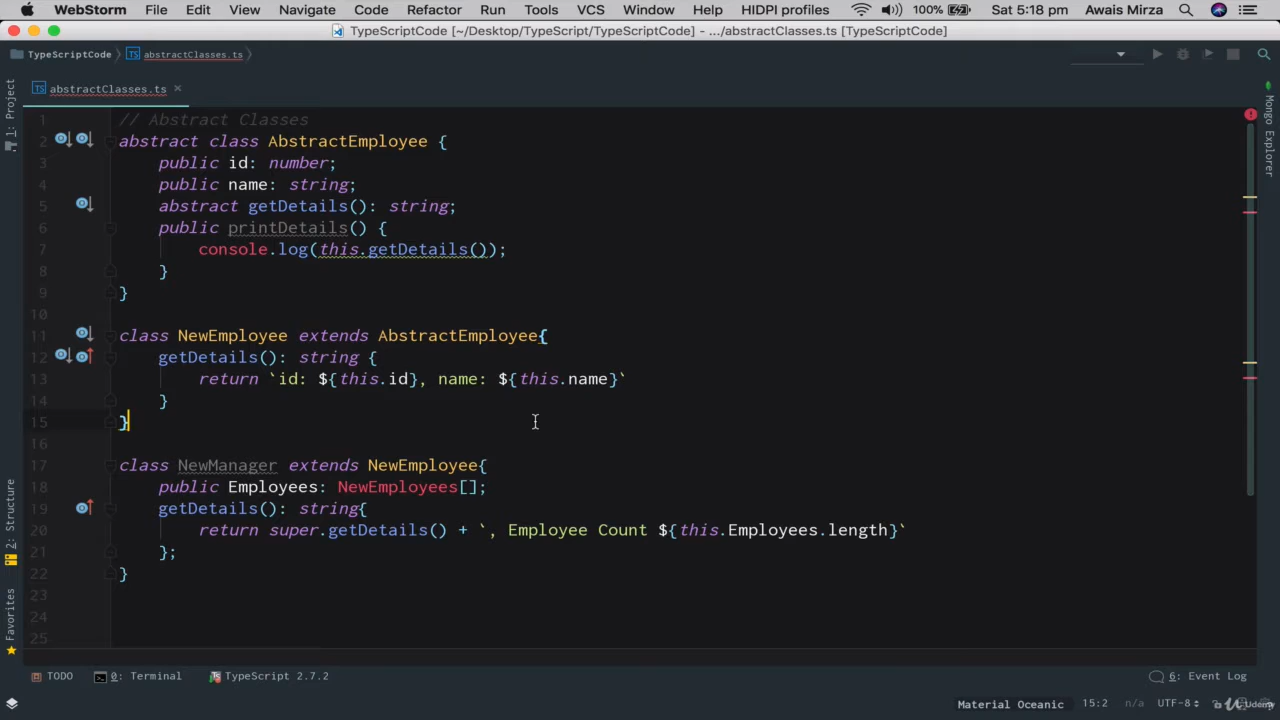 WebStorm File Edit View Navigate Code Refactor Run Tools VCS Window Help HIDPI profiles 100% Sat 5:18 pm Awais Mirza
TypeScriptCode [~/Desktop/TypeScript/TypeScriptCode] - .../abstractClasses.ts [TypeScriptCode]
TypeScriptCode abstractClasses.ts
TS abstractClasses.ts ×
1: Project
Mongo Explorer
1 // Abstract Classes
2 abstract class AbstractEmployee {
3 public id: number;
4 public name: string;
5 abstract getDetails(): string;
6 public printDetails() {
7 console.log(this.getDetails());
8 }
9 }
10
11 class NewEmployee extends AbstractEmployee{
12 getDetails(): string {
13 return `id: ${this.id}, name: ${this.name}`
14 }
15 }
16
17 class NewManager extends NewEmployee{
18 public Employees: NewEmployees[];
19 getDetails(): string{
20 return super.getDetails() + `, Employee Count ${this.Employees.length}`
21 };
22 }
23
24
25
2: Structure
Favorites
TODO 0: Terminal TypeScript 2.7.2 6: Event Log
Material Oceanic 15:2 n/a UTF-8 Udemy